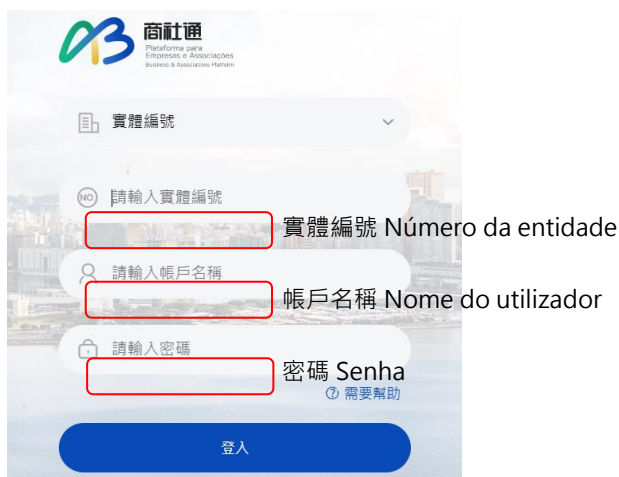 商社通
Plataforma para
Empresas e Associações
Business & Associations Platform
實體編號
NO.
請輸入實體編號
實體編號 Número da entidade
請輸入帳戶名稱
帳戶名稱 Nome do utilizador
請輸入密碼
密碼 Senha
? 需要幫助
登入